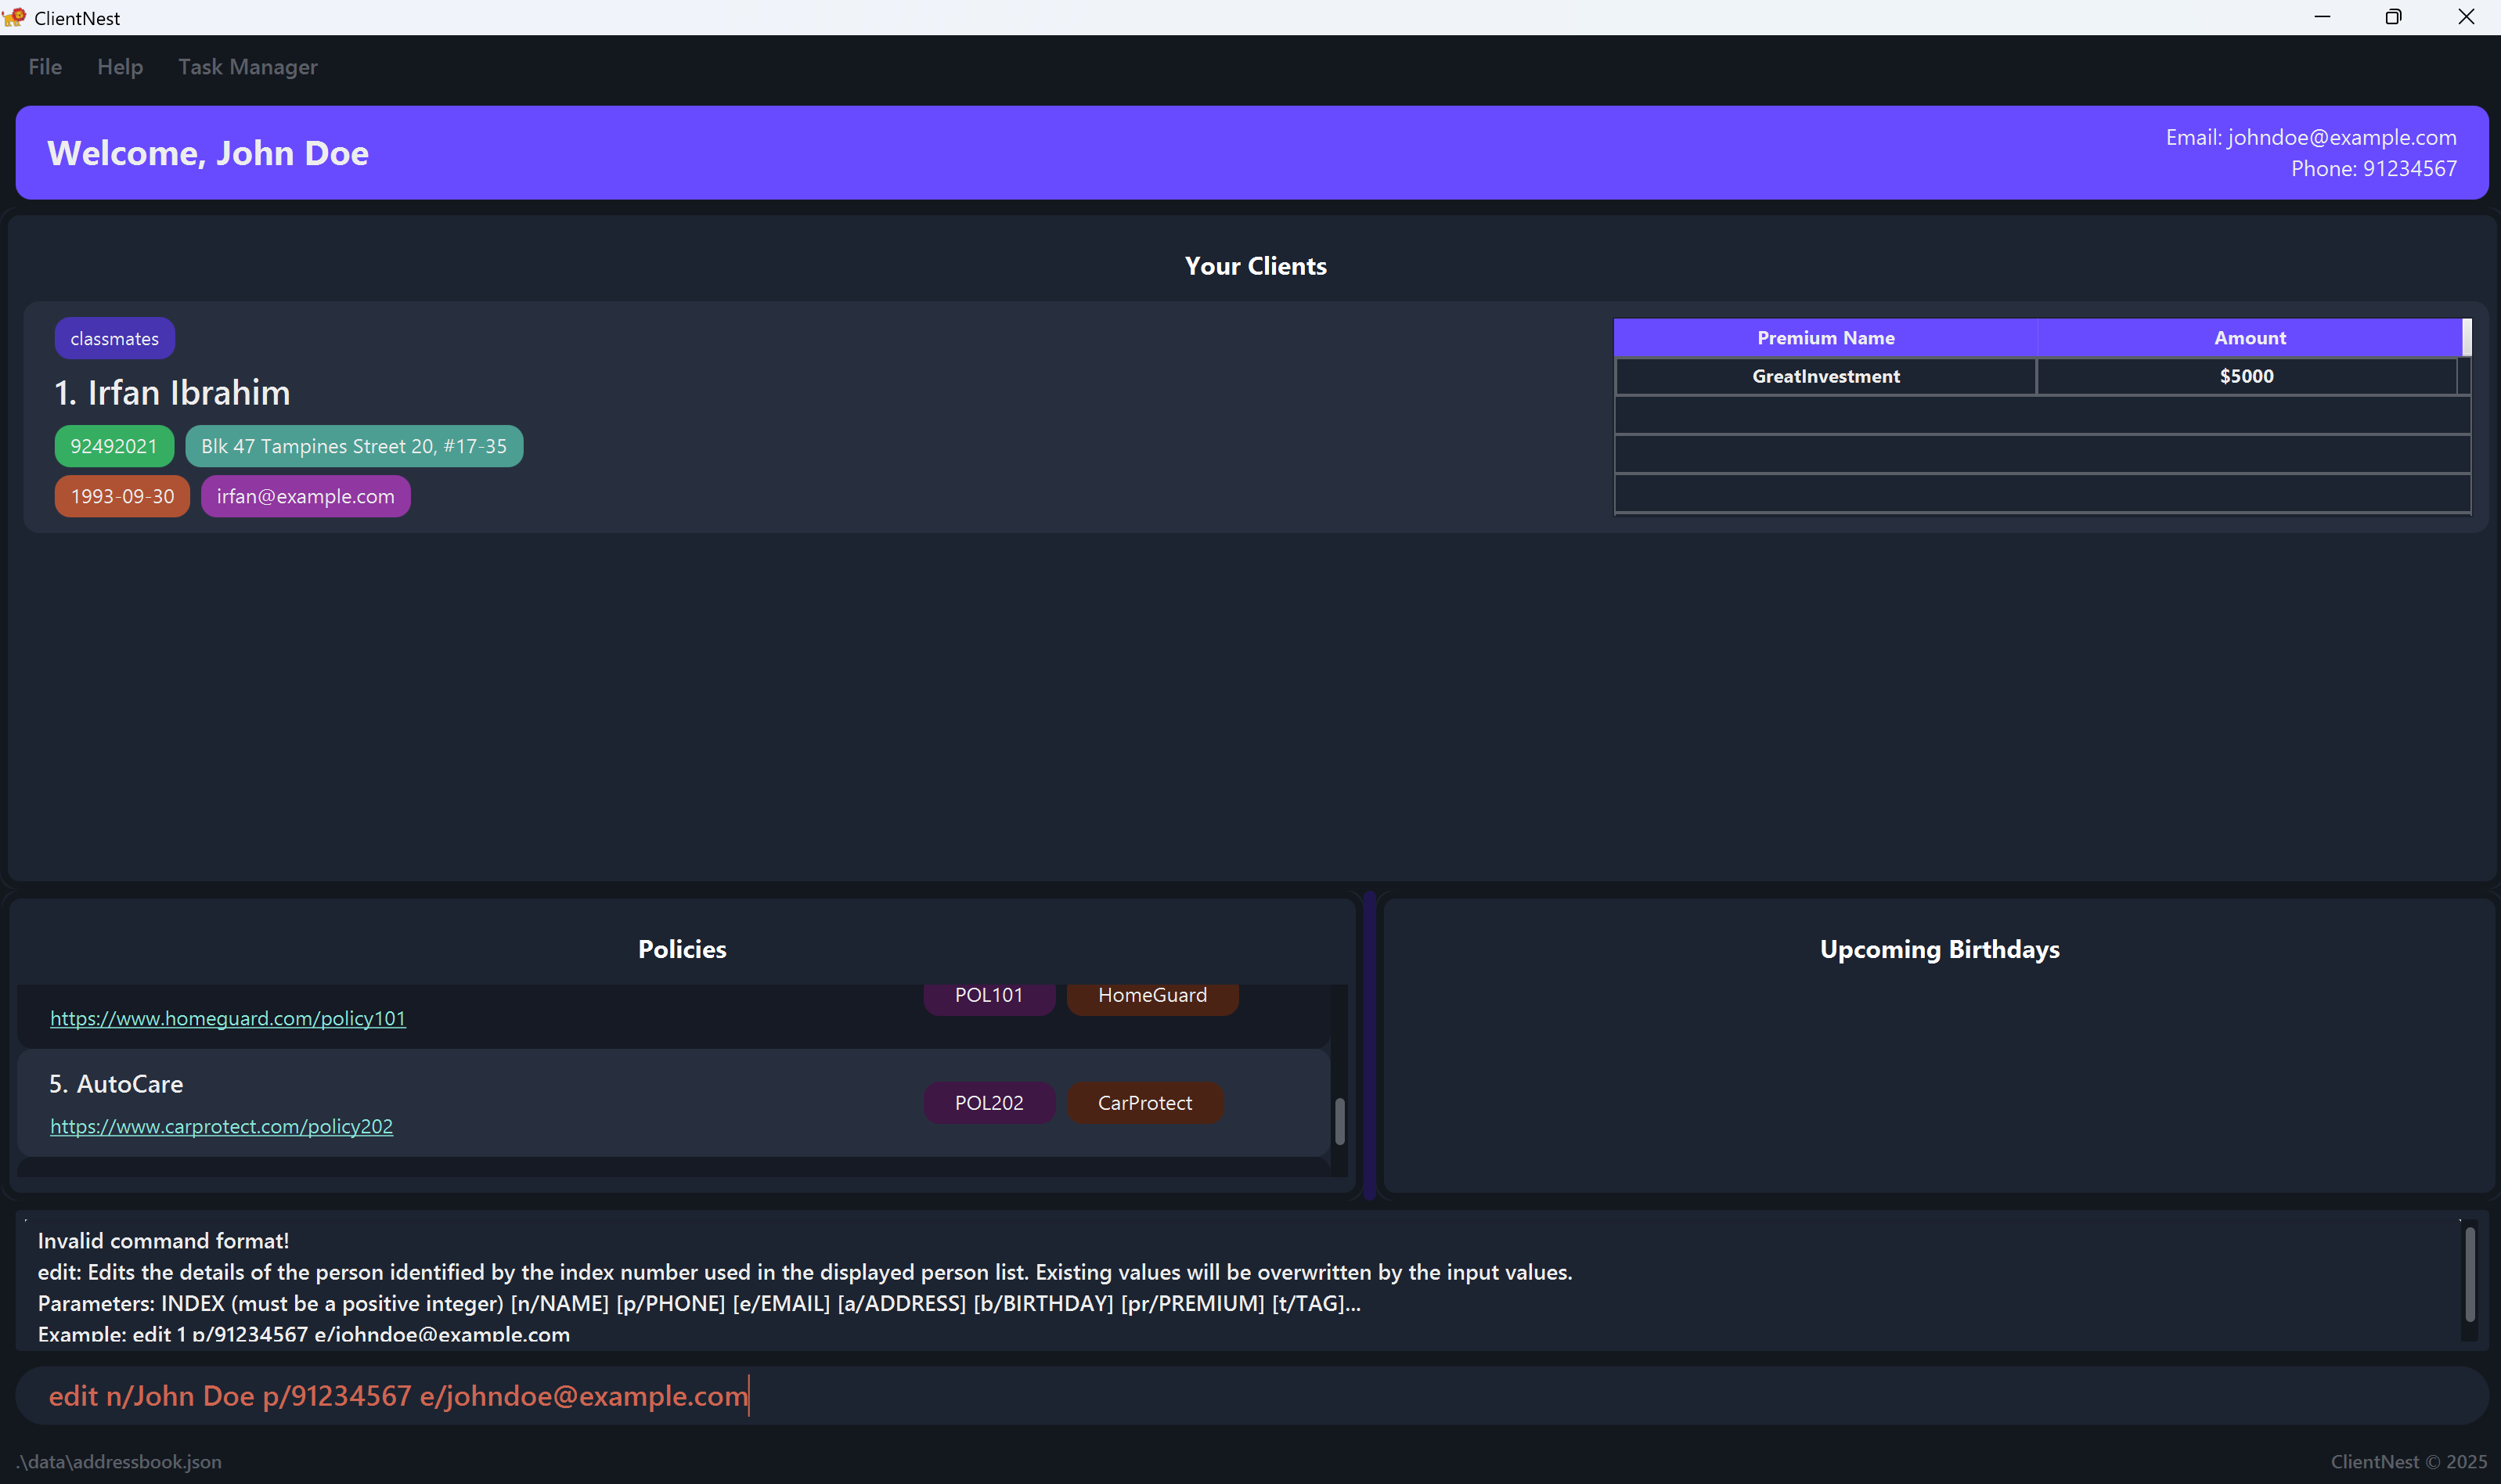 ClientNest
File Help Task Manager
Welcome, John Doe
Email: johndoe@example.com
Phone: 91234567
Your Clients
classmates
1. Irfan Ibrahim
92492021 Blk 47 Tampines Street 20, #17-35
1993-09-30 irfan@example.com
Premium Name Amount
GreatInvestment $5000
Policies
POL101 HomeGuard
https://www.homeguard.com/policy101
5. AutoCare
POL202 CarProtect
https://www.carprotect.com/policy202
Upcoming Birthdays
Invalid command format!
edit: Edits the details of the person identified by the index number used in the displayed person list. Existing values will be overwritten by the input values.
Parameters: INDEX (must be a positive integer) [n/NAME] [p/PHONE] [e/EMAIL] [a/ADDRESS] [b/BIRTHDAY] [pr/PREMIUM] [t/TAG]...
Example: edit 1 p/91234567 e/johndoe@example.com
edit n/John Doe p/91234567 e/johndoe@example.com
.\data\addressbook.json
ClientNest © 2025